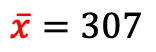 x̄ = 307